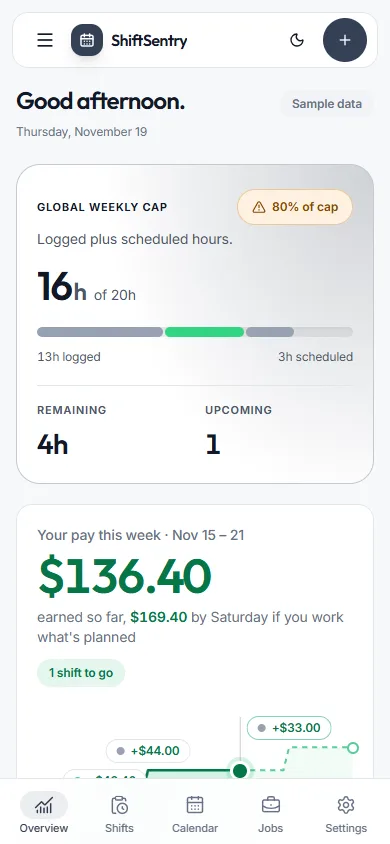 ShiftSentry
Good afternoon.
Sample data
Thursday, November 19
GLOBAL WEEKLY CAP
80% of cap
Logged plus scheduled hours.
16h of 20h
13h logged
3h scheduled
REMAINING
UPCOMING
4h
1
Your pay this week · Nov 15 – 21
$136.40
earned so far, $169.40 by Saturday if you work
what's planned
1 shift to go
+$33.00
+$44.00
Overview
Shifts
Calendar
Jobs
Settings